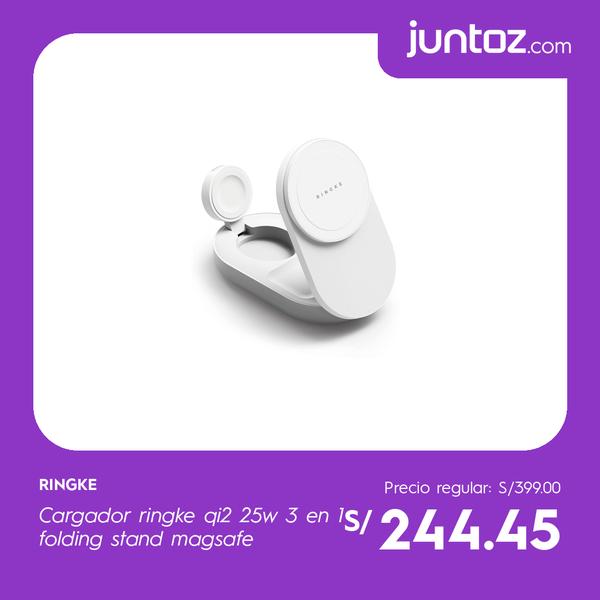 juntoz.com
RINGKE
RINGKE
Precio regular: S/399.00
Cargador ringke qi2 25w 3 en 1
folding stand magsafe
S/ 244.45